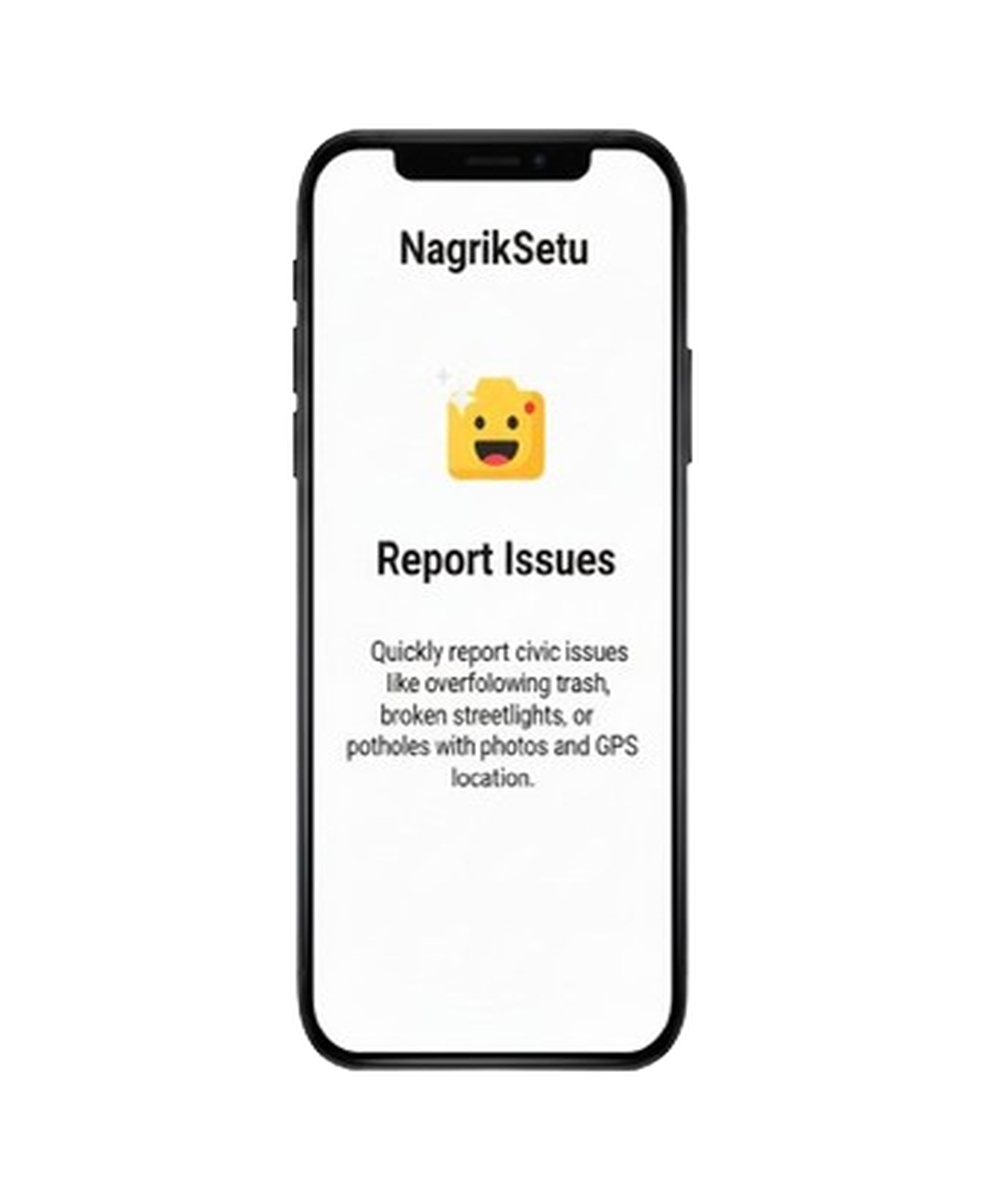 NagrikSetu
Report Issues
Quickly report civic issues
like overfolowing trash,
broken streetlights, or
potholes with photos and GPS
location.